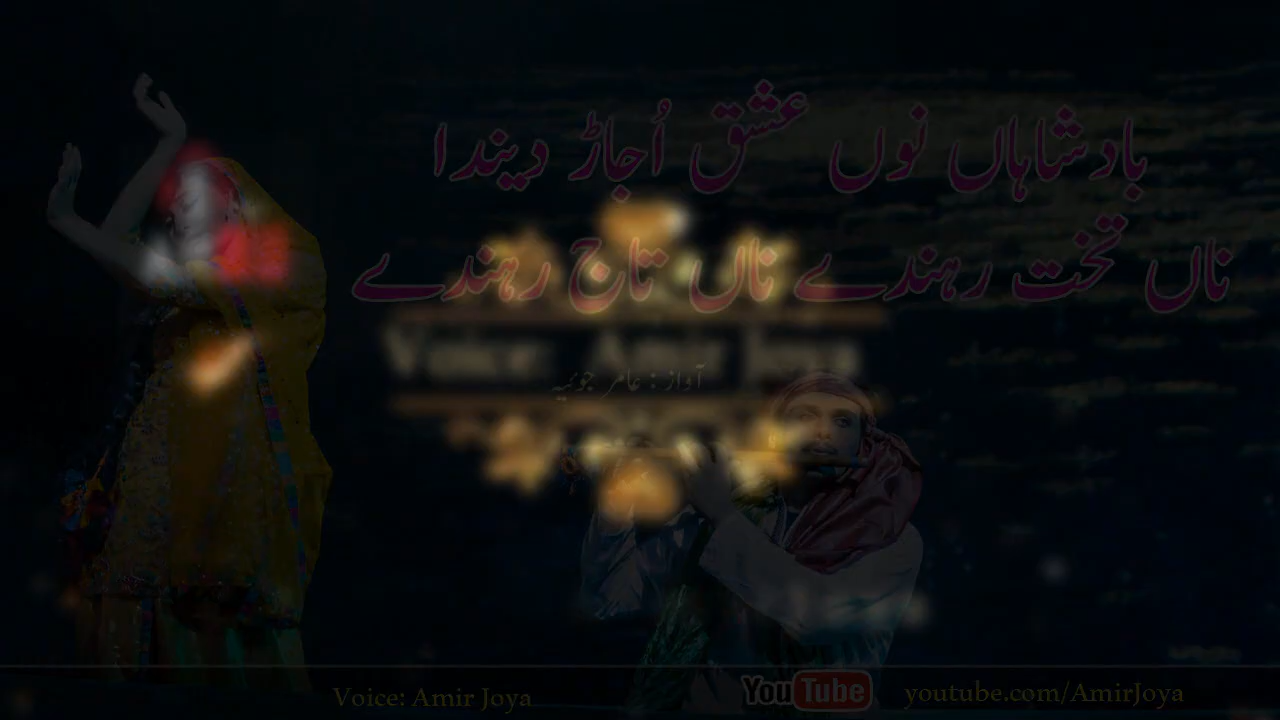 بادشاہاں نوں عشق اُجاڑ دیندا
ناں تخت رہندے ناں تاج رہندے
Voice: Amir Joya
آواز : عامر جوئیہ
Voice: Amir Joya
YouTube
youtube.com/AmirJoya